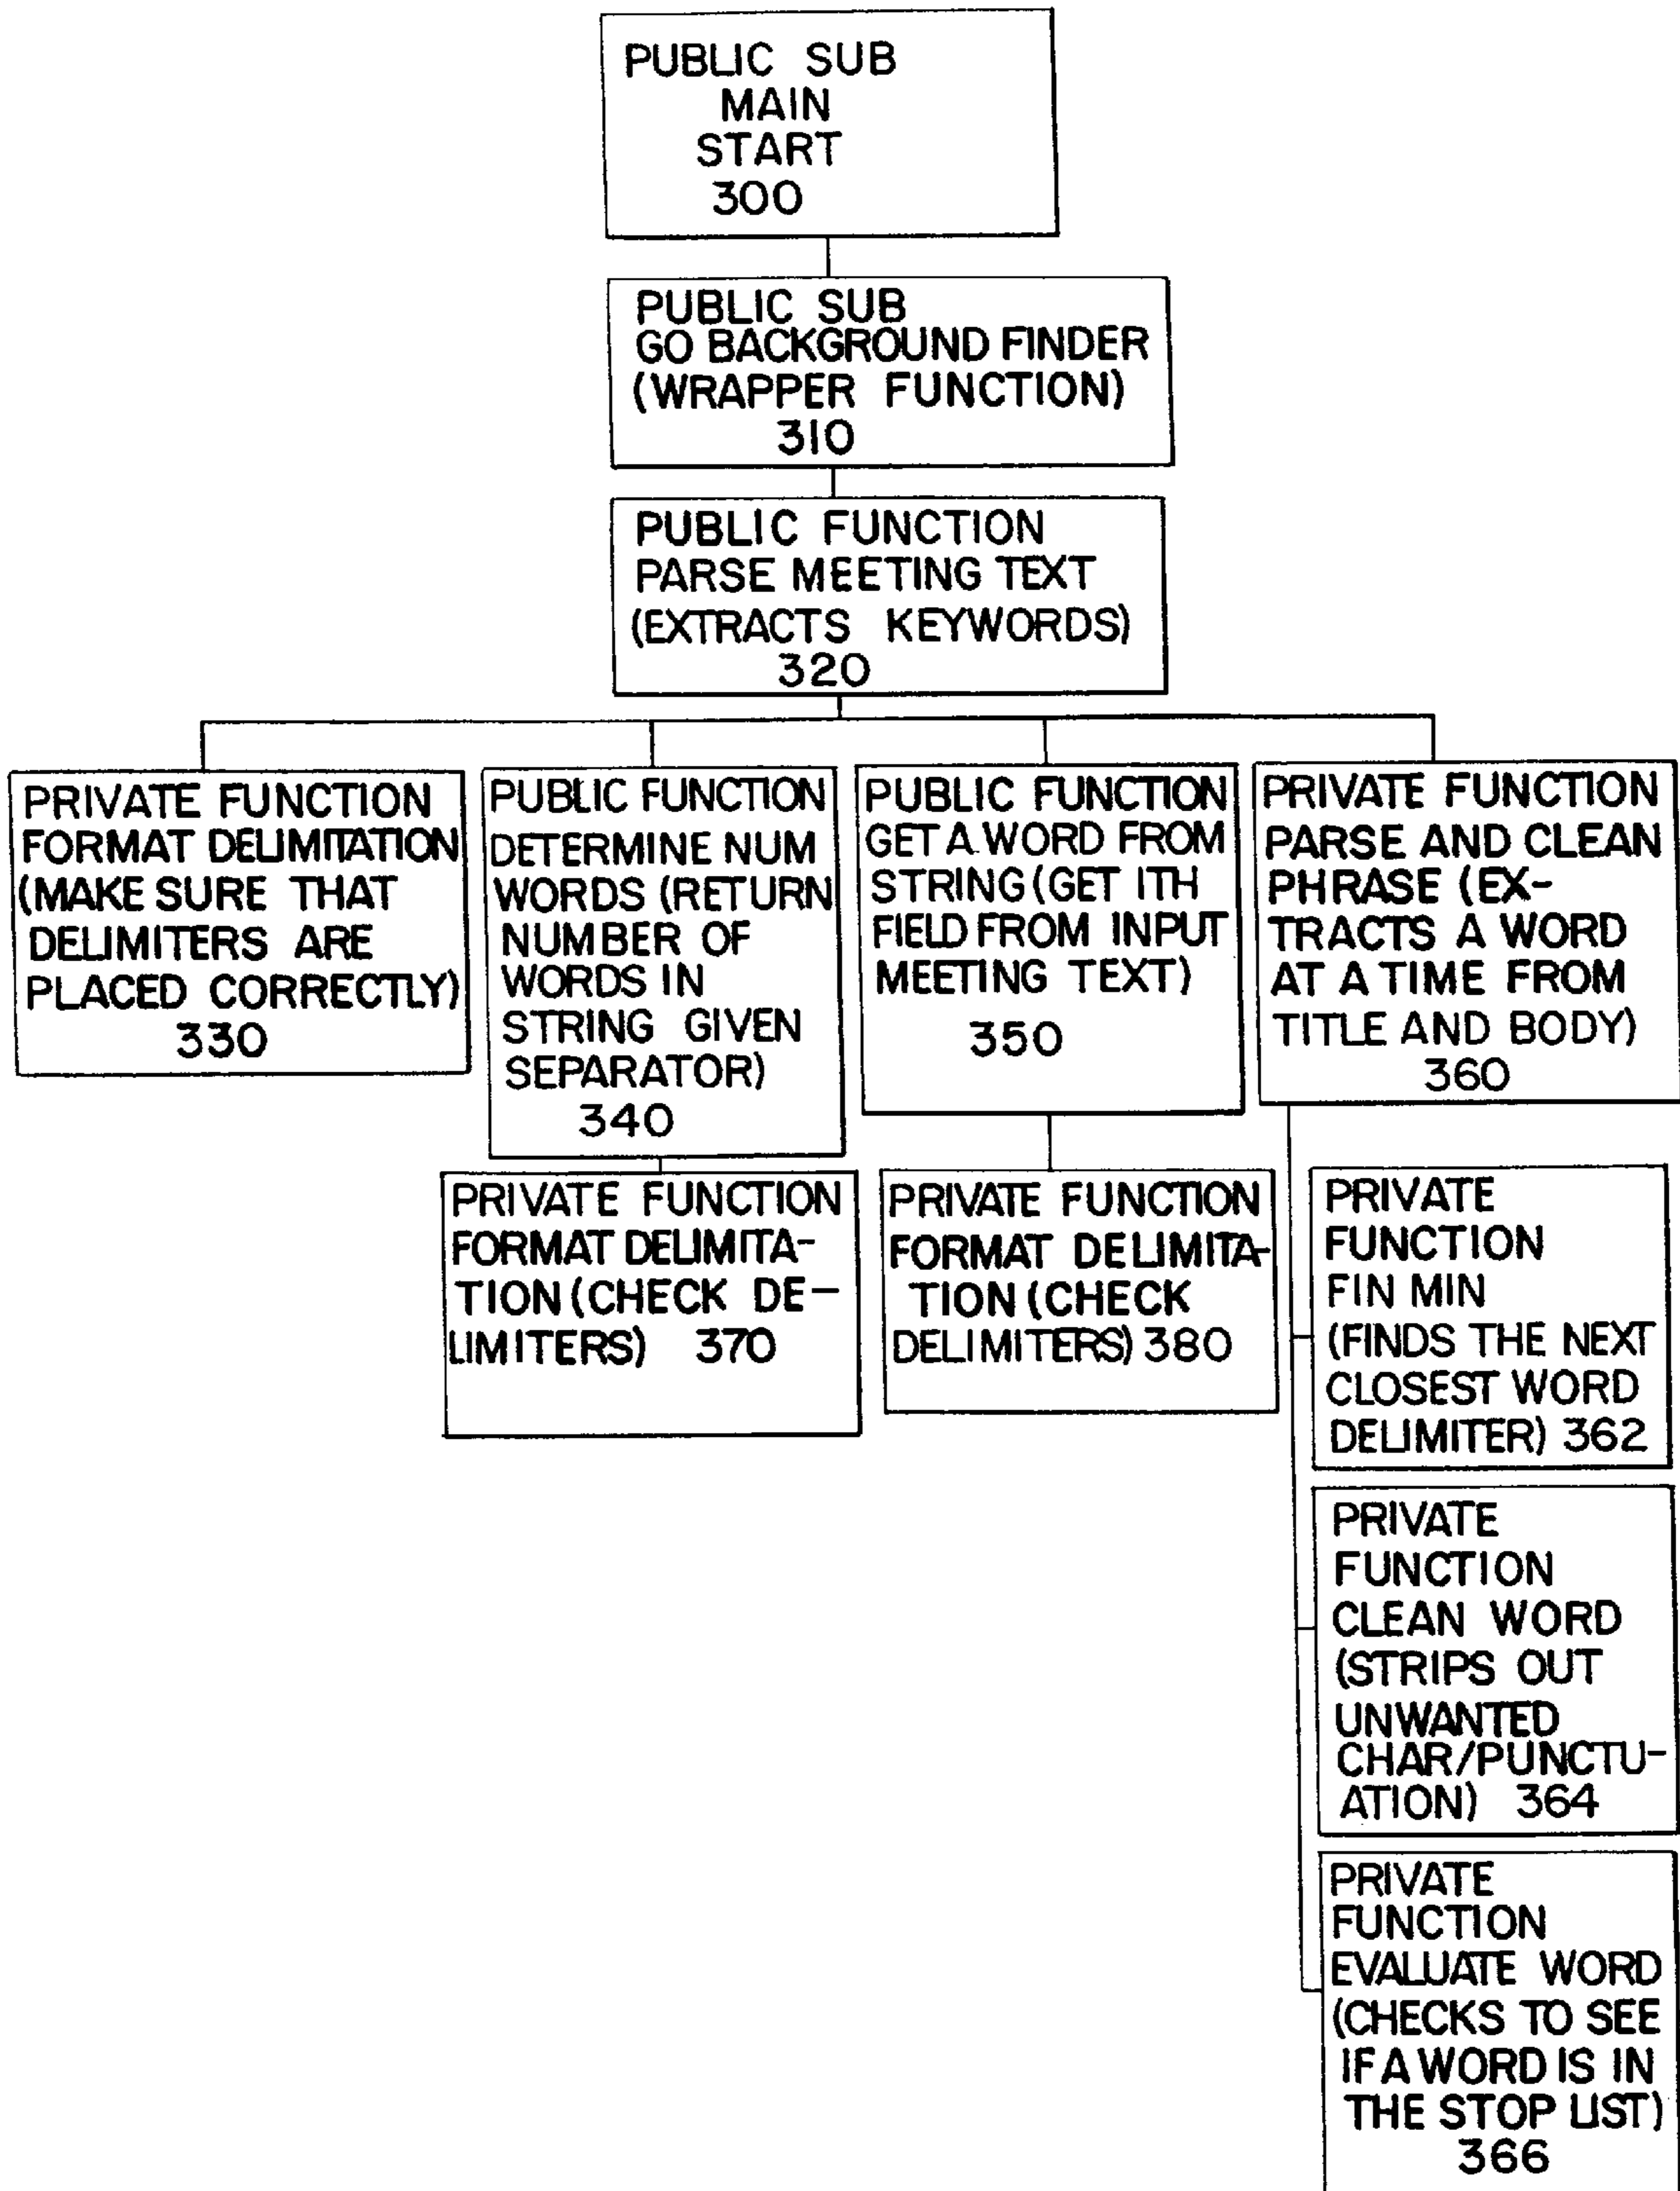 PUBLIC SUB
MAIN
START
300
PUBLIC SUB
GO BACKGROUND FINDER
(WRAPPER FUNCTION)
310
PUBLIC FUNCTION
PARSE MEETING TEXT
(EXTRACTS KEYWORDS)
320
PRIVATE FUNCTION
FORMAT DELIMITATION
(MAKE SURE THAT
DELIMITERS ARE
PLACED CORRECTLY)
330
PUBLIC FUNCTION
DETERMINE NUM
WORDS (RETURN
NUMBER OF
WORDS IN
STRING GIVEN
SEPARATOR)
340
PUBLIC FUNCTION
GET A WORD FROM
STRING (GET ITH
FIELD FROM INPUT
MEETING TEXT)
350
PRIVATE FUNCTION
PARSE AND CLEAN
PHRASE (EX-
TRACTS A WORD
AT A TIME FROM
TITLE AND BODY)
360
PRIVATE FUNCTION
FORMAT DELIMITA-
TION (CHECK DE-
LIMITERS) 370
PRIVATE FUNCTION
FORMAT DELIMITA-
TION (CHECK
DELIMITERS) 380
PRIVATE
FUNCTION
FIN MIN
(FINDS THE NEXT
CLOSEST WORD
DELIMITER) 362
PRIVATE
FUNCTION
CLEAN WORD
(STRIPS OUT
UNWANTED
CHAR/PUNCTU-
ATION) 364
PRIVATE
FUNCTION
EVALUATE WORD
(CHECKS TO SEE
IF A WORD IS IN
THE STOP LIST)
366